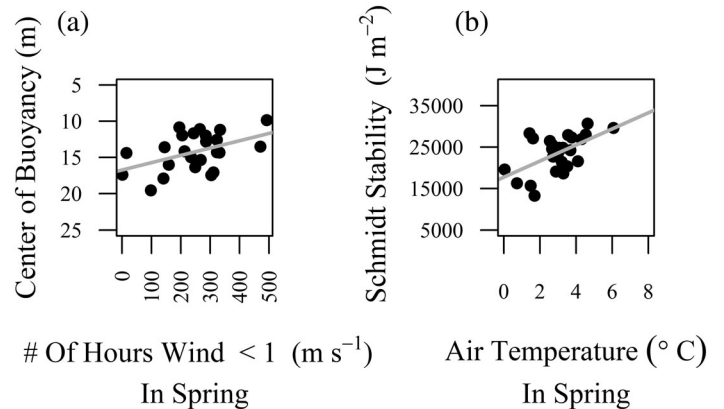 (a)
Center of Buoyancy (m)
5
10
15
20
25
0
100
200
300
400
500
# Of Hours Wind < 1 (m s⁻¹)
In Spring
(b)
Schmidt Stability (J m⁻²)
35000
25000
15000
5000
0 2 4 6 8
Air Temperature (° C)
In Spring